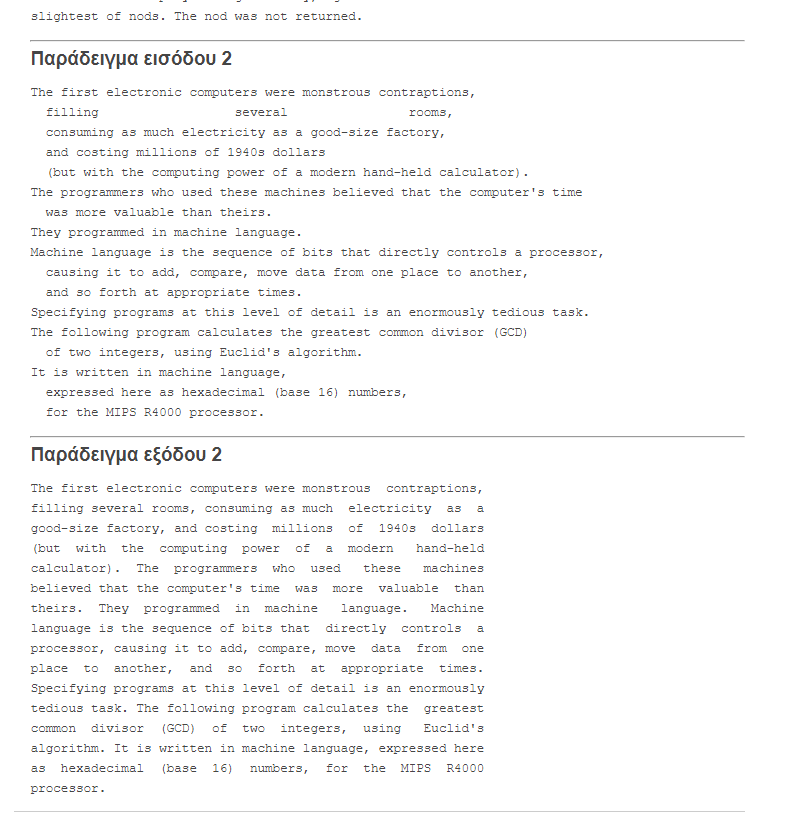 slightest of nods. The nod was not returned.
Παράδειγμα εισόδου 2
The first electronic computers were monstrous contraptions,
  filling                  several                rooms,
  consuming as much electricity as a good-size factory,
  and costing millions of 1940s dollars
  (but with the computing power of a modern hand-held calculator).
The programmers who used these machines believed that the computer's time
  was more valuable than theirs.
They programmed in machine language.
Machine language is the sequence of bits that directly controls a processor,
  causing it to add, compare, move data from one place to another,
  and so forth at appropriate times.
Specifying programs at this level of detail is an enormously tedious task.
The following program calculates the greatest common divisor (GCD)
  of two integers, using Euclid's algorithm.
It is written in machine language,
  expressed here as hexadecimal (base 16) numbers,
  for the MIPS R4000 processor.
Παράδειγμα εξόδου 2
The first electronic computers were monstrous  contraptions,
filling several rooms, consuming as much  electricity  as  a
good-size factory, and costing  millions  of  1940s  dollars
(but  with  the  computing  power  of  a  modern   hand-held
calculator).  The  programmers  who  used   these   machines
believed that the computer's time  was  more  valuable  than
theirs.  They  programmed  in  machine   language.   Machine
language is the sequence of bits that  directly  controls  a
processor, causing it to add, compare, move  data  from  one
place  to  another,  and  so  forth  at  appropriate  times.
Specifying programs at this level of detail is an enormously
tedious task. The following program calculates the  greatest
common  divisor  (GCD)  of  two  integers,  using   Euclid's
algorithm. It is written in machine language, expressed here
as  hexadecimal  (base  16)  numbers,  for  the  MIPS  R4000
processor.